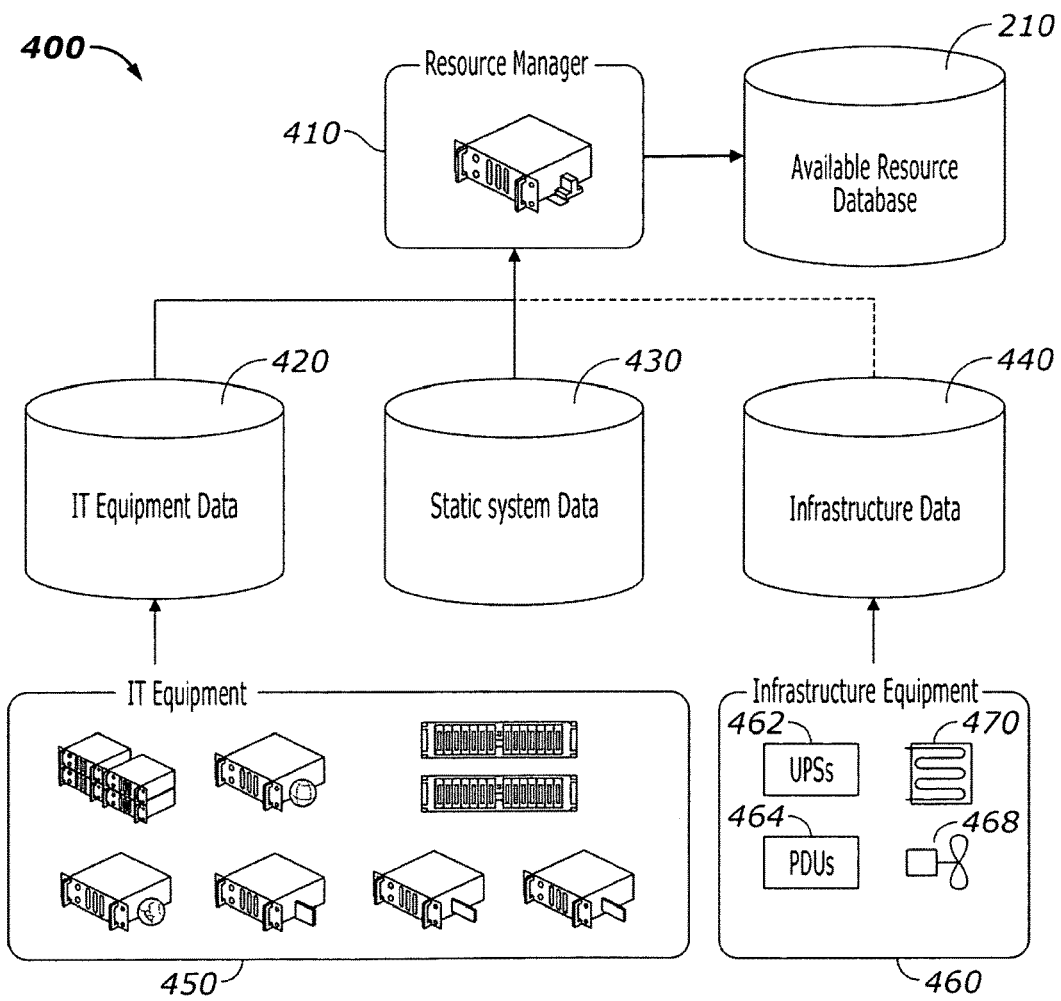 400
Resource Manager
410
210
Available Resource
Database
420
430
440
IT Equipment Data
Static system Data
Infrastructure Data
IT Equipment
Infrastructure Equipment
462
470
UPSs
464
468
PDUs
450
460